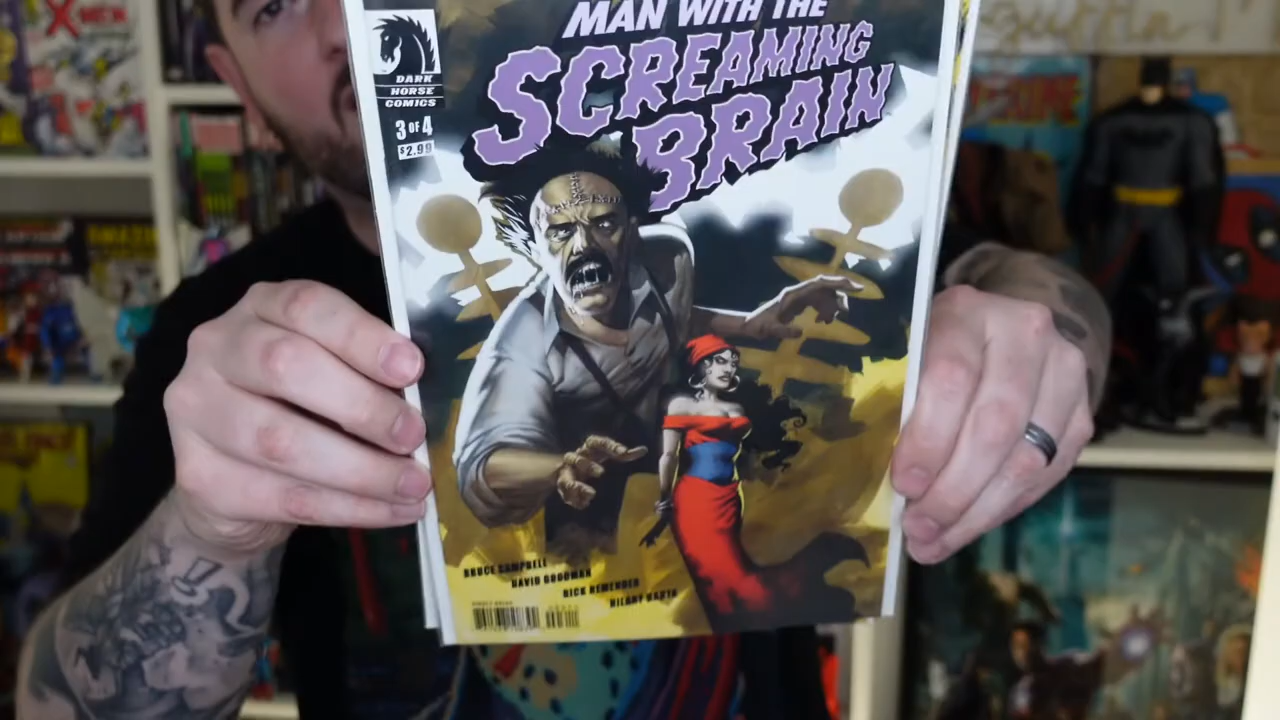 MAN WITH THE
SCREAMING
BRAIN
DARK
HORSE
COMICS
3 OF 4
$2.99
BRUCE CAMPBELL
DAVID GOODMAN
RICK REMENDER
HILARY BARTA